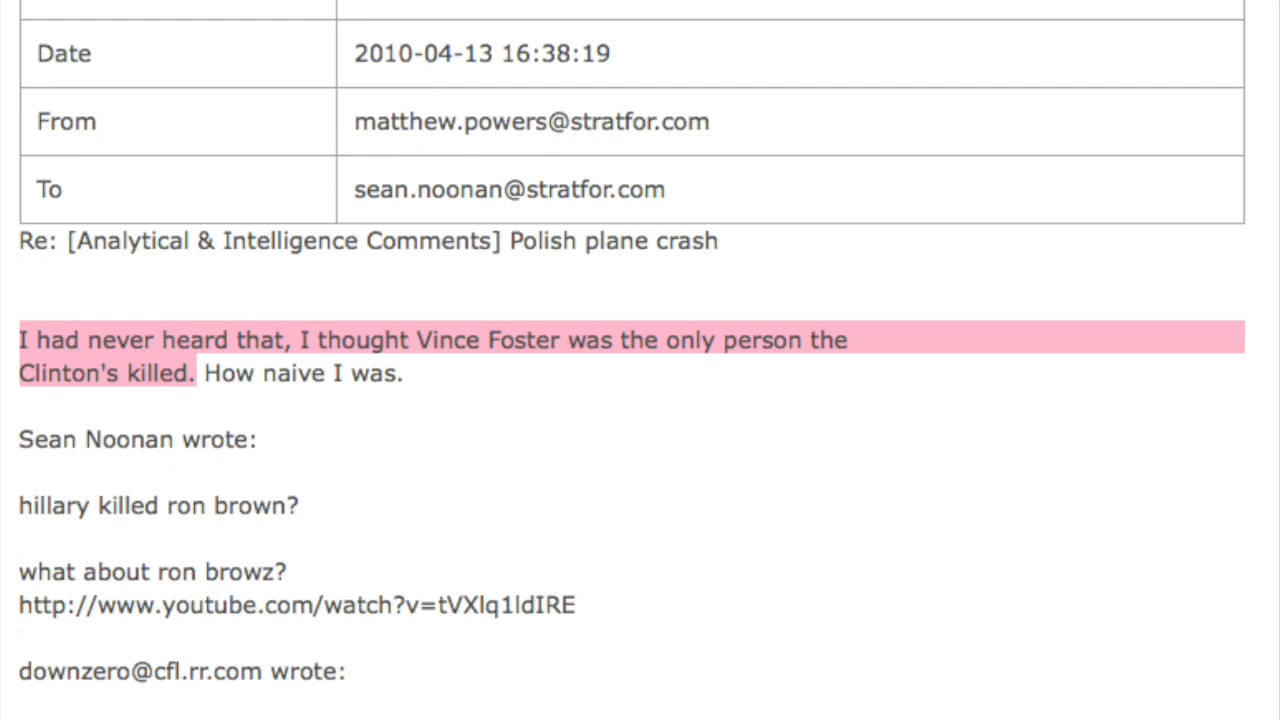 Date 2010-04-13 16:38:19
From matthew.powers@stratfor.com
To sean.noonan@stratfor.com
Re: [Analytical & Intelligence Comments] Polish plane crash
I had never heard that, I thought Vince Foster was the only person the
Clinton's killed. How naive I was.
Sean Noonan wrote:
hillary killed ron brown?
what about ron browz?
http://www.youtube.com/watch?v=tVXlq1ldIRE
downzero@cfl.rr.com wrote: